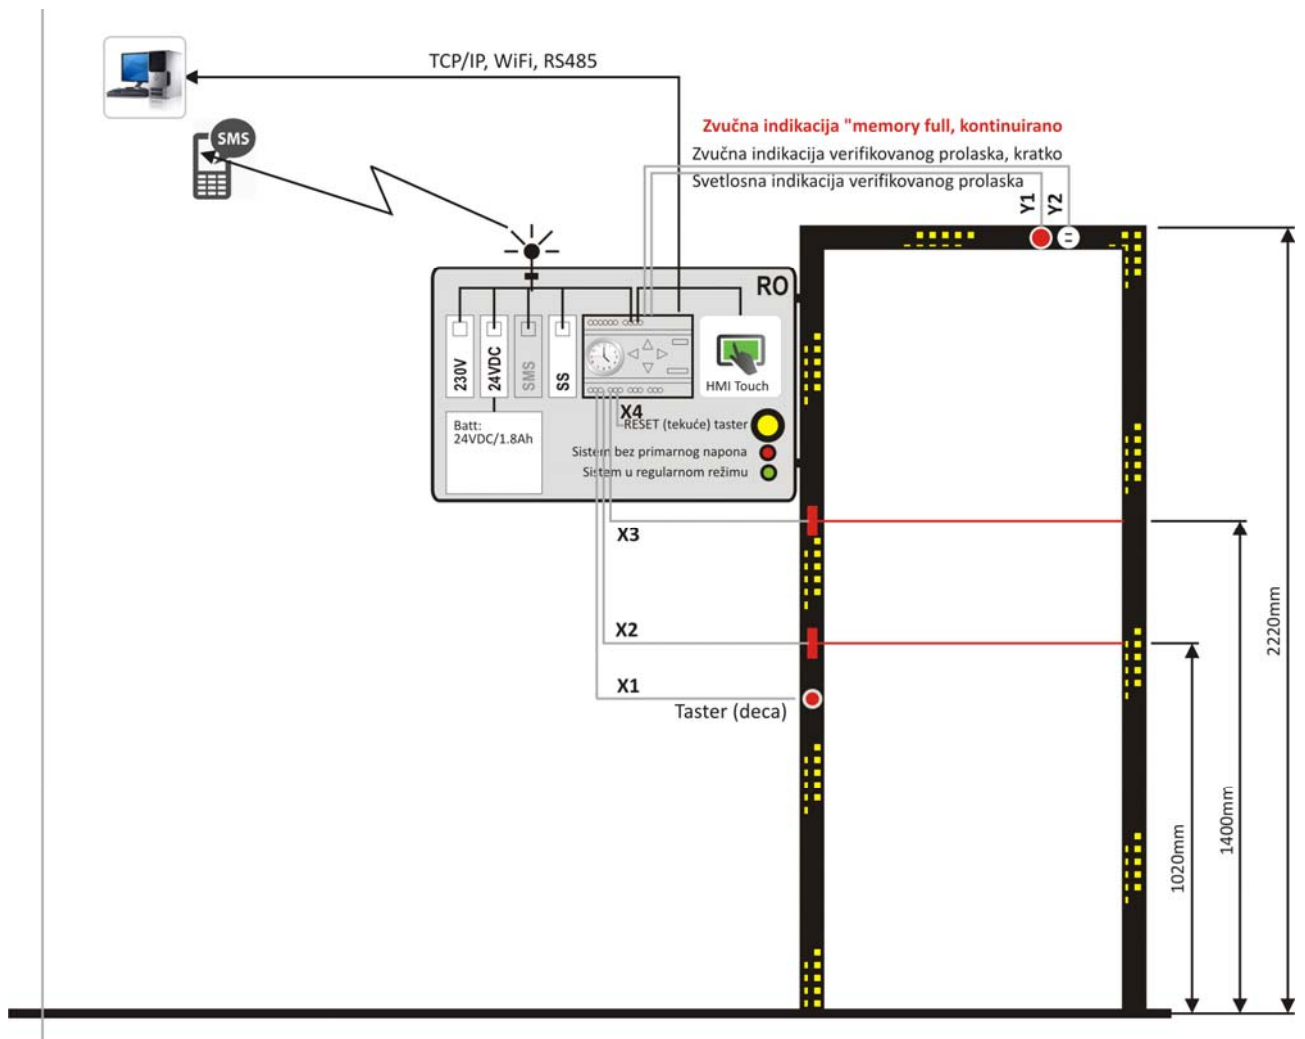 TCP/IP, WiFi, RS485
SMS
Zvučna indikacija "memory full, kontinuirano
Zvučna indikacija verifikovanog prolaska, kratko
Svetlosna indikacija verifikovanog prolaska
Y1
Y2
RO
230V
24VDC
SMS
SS
HMI Touch
X4
RESET (tekuće) taster
Batt:
24VDC/1.8Ah
Sistem bez primarnog napona
Sistem u regularnom režimu
X3
X2
X1
Taster (deca)
1020mm
1400mm
2220mm